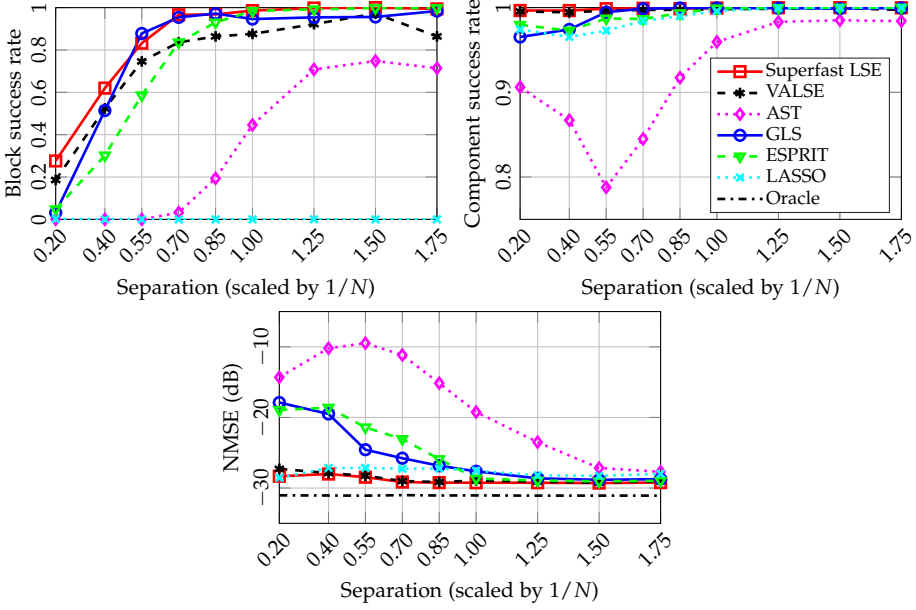 Block success rate
1
0.8
0.6
0.4
0.2
0
0.20 0.40 0.55 0.70 0.85 1.00 1.25 1.50 1.75
Separation (scaled by 1/N)
Component success rate
1
0.9
0.8
Superfast LSE
VALSE
AST
GLS
ESPRIT
LASSO
Oracle
0.20 0.40 0.55 0.70 0.85 1.00 1.25 1.50 1.75
Separation (scaled by 1/N)
NMSE (dB)
−10
−20
−30
0.20 0.40 0.55 0.70 0.85 1.00 1.25 1.50 1.75
Separation (scaled by 1/N)